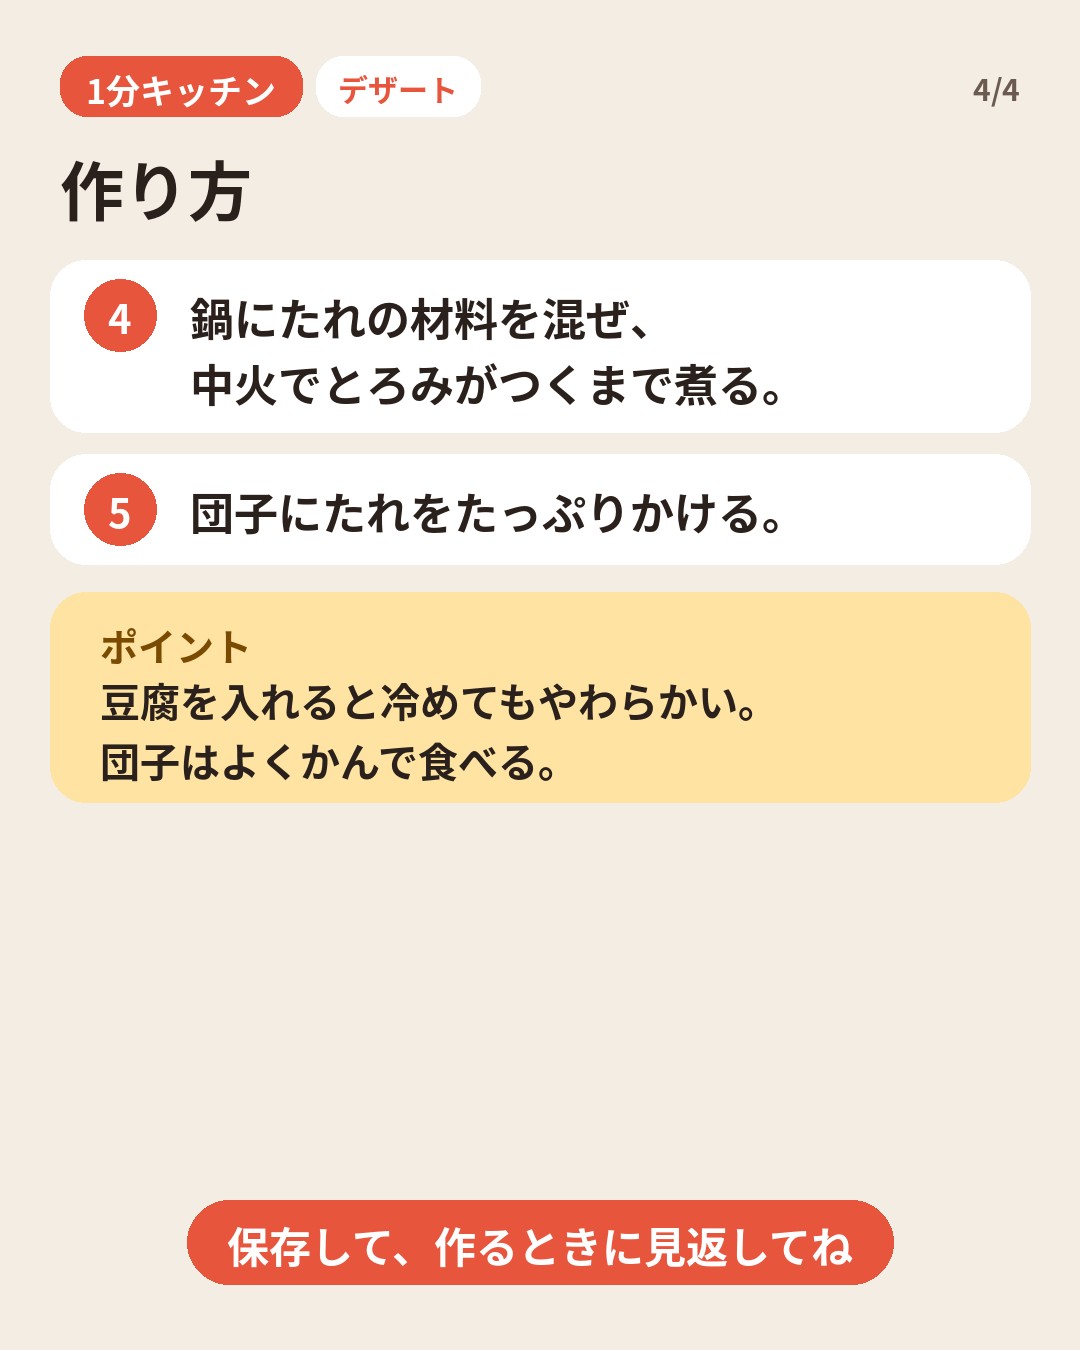 1分キッチン デザート 4/4
作り方
4 鍋にたれの材料を混ぜ、
中火でとろみがつくまで煮る。
5 団子にたれをたっぷりかける。
ポイント
豆腐を入れると冷めてもやわらかい。
団子はよくかんで食べる。
保存して、作るときに見返してね